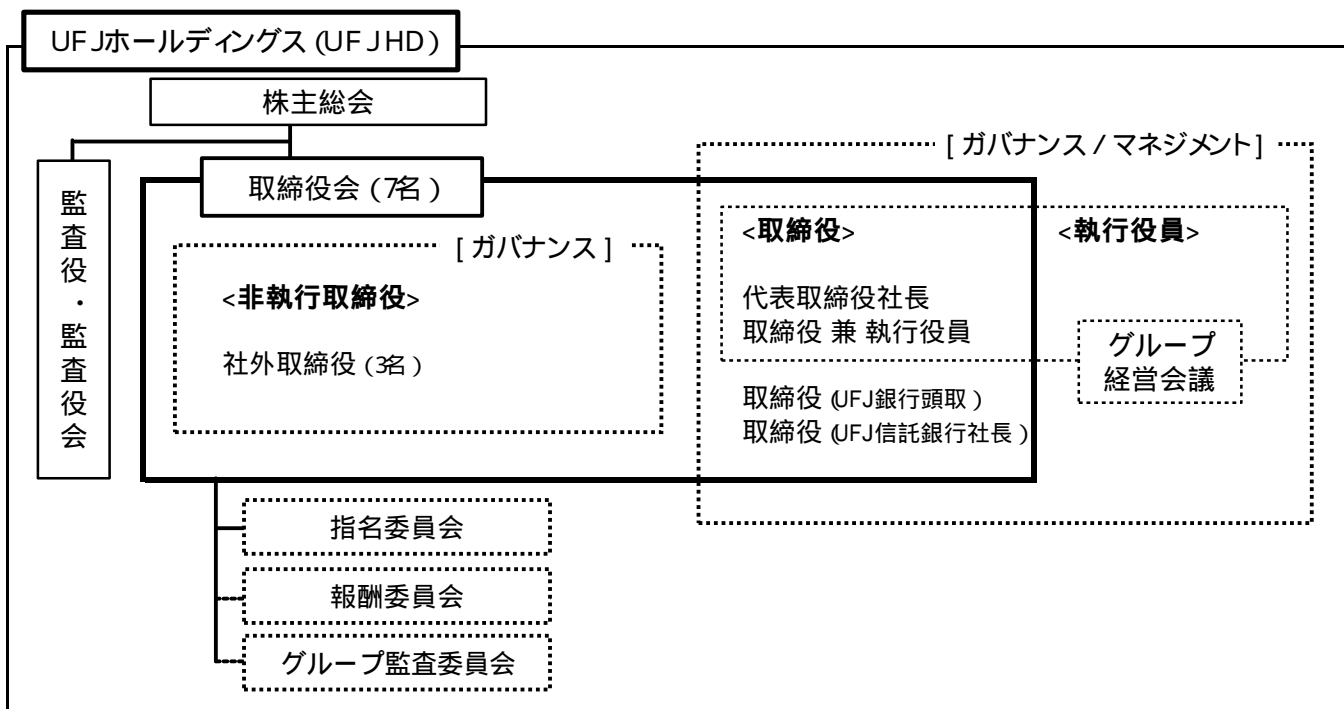 UFJホールディングス (UFJHD)
株主総会
監査役・監査役会
取締役会 (7名)
[ ガバナンス / マネジメント ]
[ ガバナンス ]
<非執行取締役>
社外取締役 (3名)
<取締役>
<執行役員>
代表取締役社長
取締役 兼 執行役員
グループ
経営会議
取締役 (UFJ銀行頭取)
取締役 (UFJ信託銀行社長)
指名委員会
報酬委員会
グループ監査委員会